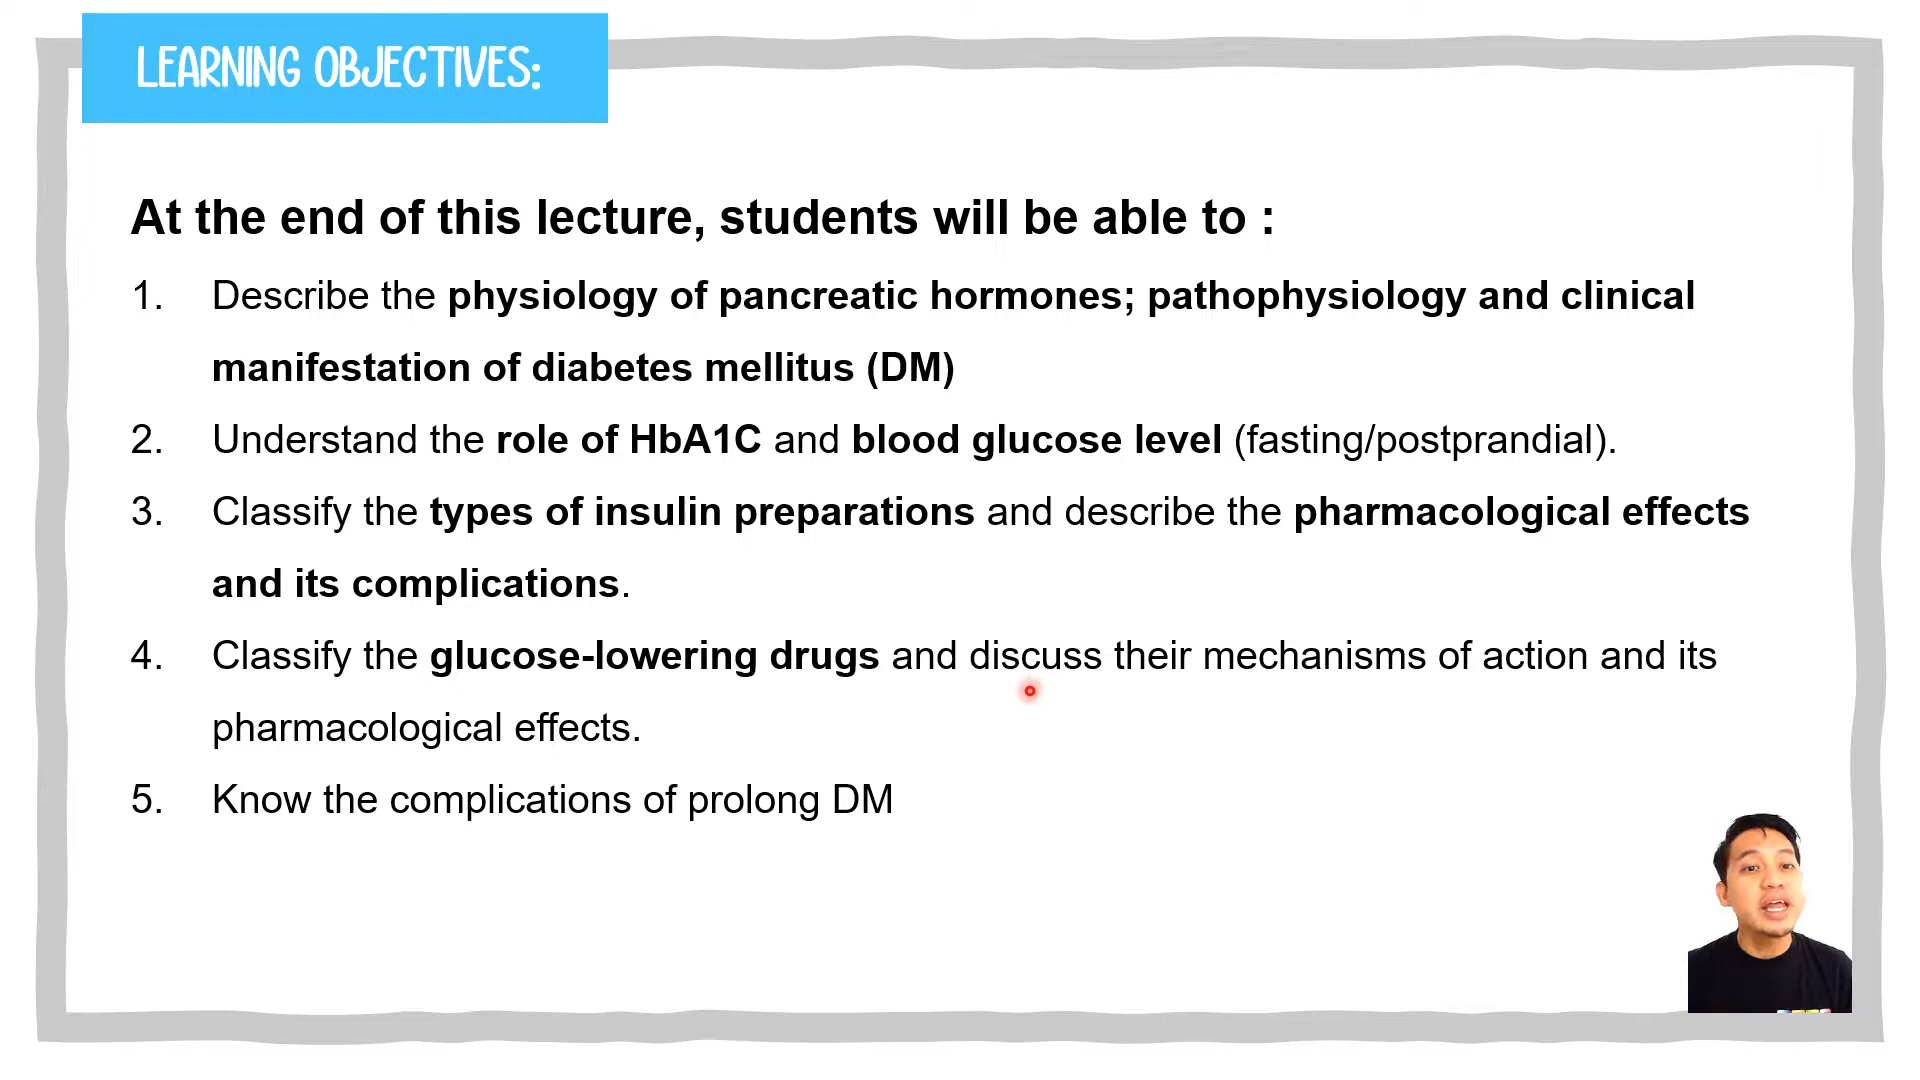 LEARNING OBJECTIVES:
At the end of this lecture, students will be able to :
1. Describe the physiology of pancreatic hormones; pathophysiology and clinical
manifestation of diabetes mellitus (DM)
2. Understand the role of HbA1C and blood glucose level (fasting/postprandial).
3. Classify the types of insulin preparations and describe the pharmacological effects
and its complications.
4. Classify the glucose-lowering drugs and discuss their mechanisms of action and its
pharmacological effects.
5. Know the complications of prolong DM